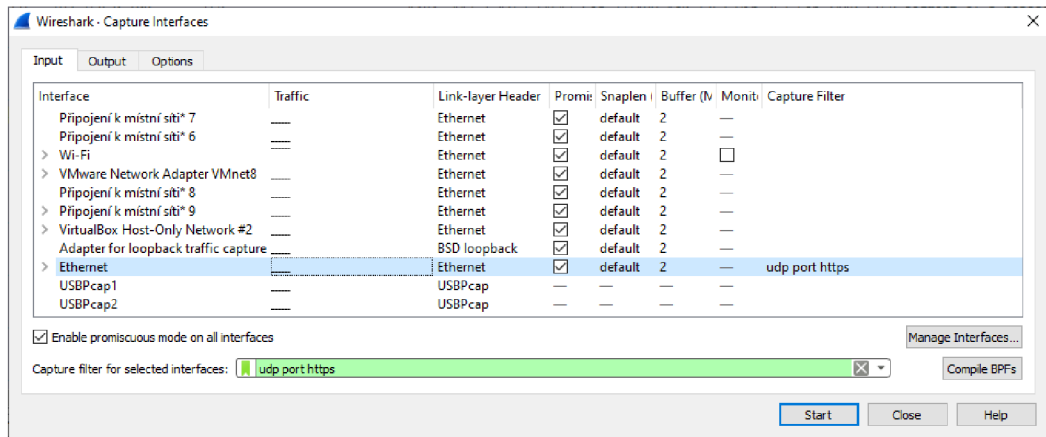 Wireshark · Capture Interfaces
Input Output Options
Interface Traffic Link-layer Header Promis Snaplen ( Buffer (M Monito Capture Filter
Připojení k místní síti* 7 Ethernet default 2 —
Připojení k místní síti* 6 Ethernet default 2 —
Wi-Fi Ethernet default 2
VMware Network Adapter VMnet8 Ethernet default 2 —
Připojení k místní síti* 8 Ethernet default 2 —
Připojení k místní síti* 9 Ethernet default 2 —
VirtualBox Host-Only Network #2 Ethernet default 2 —
Adapter for loopback traffic capture BSD loopback default 2 —
Ethernet Ethernet default 2 — udp port https
USBPcap1 USBPcap — — — —
USBPcap2 USBPcap — — — —
Enable promiscuous mode on all interfaces Manage Interfaces...
Capture filter for selected interfaces: udp port https Compile BPFs
Start Close Help